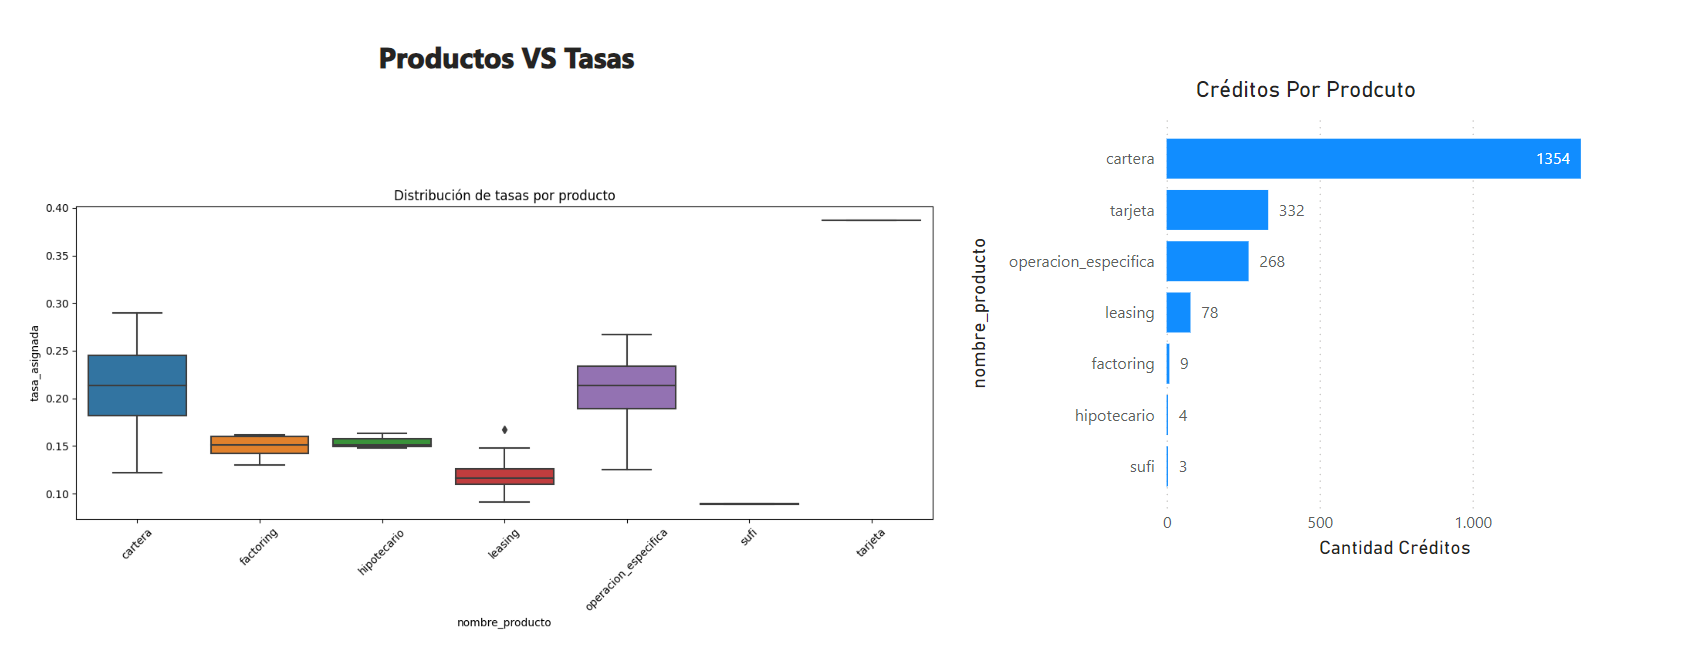 Productos VS Tasas
Distribución de tasas por producto
tasa_asignada
0.40
0.35
0.30
0.25
0.20
0.15
0.10
cartera
factoring
hipotecario
leasing
operacion_especifica
sufi
tarjeta
nombre_producto
Créditos Por Prodcuto
nombre_producto
cartera 1354
tarjeta 332
operacion_especifica 268
leasing 78
factoring 9
hipotecario 4
sufi 3
0 500 1.000
Cantidad Créditos